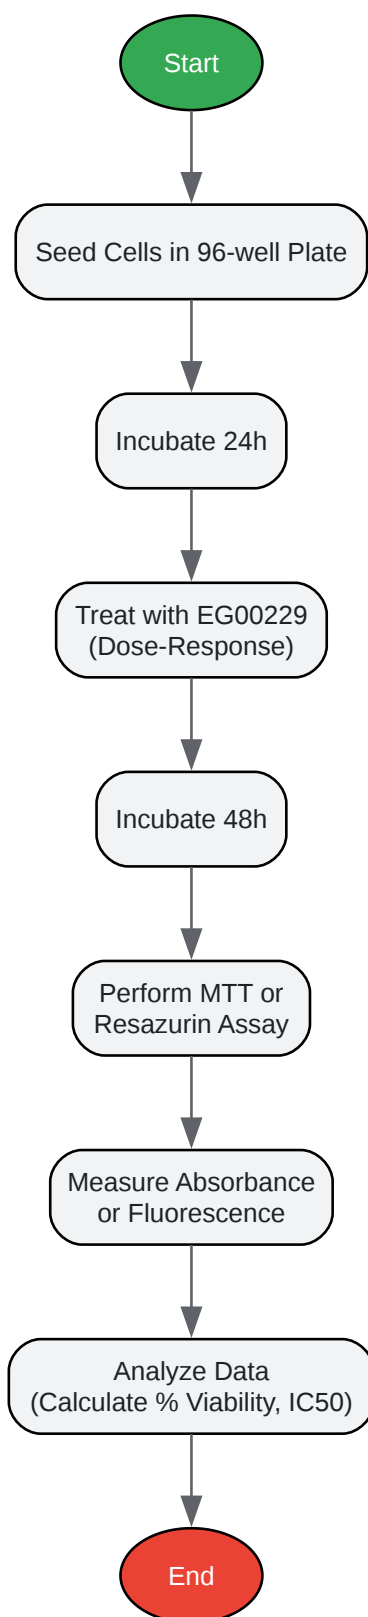 Start
Seed Cells in 96-well Plate
Incubate 24h
Treat with EG00229
(Dose-Response)
Incubate 48h
Perform MTT or
Resazurin Assay
Measure Absorbance
or Fluorescence
Analyze Data
(Calculate % Viability, IC50)
End